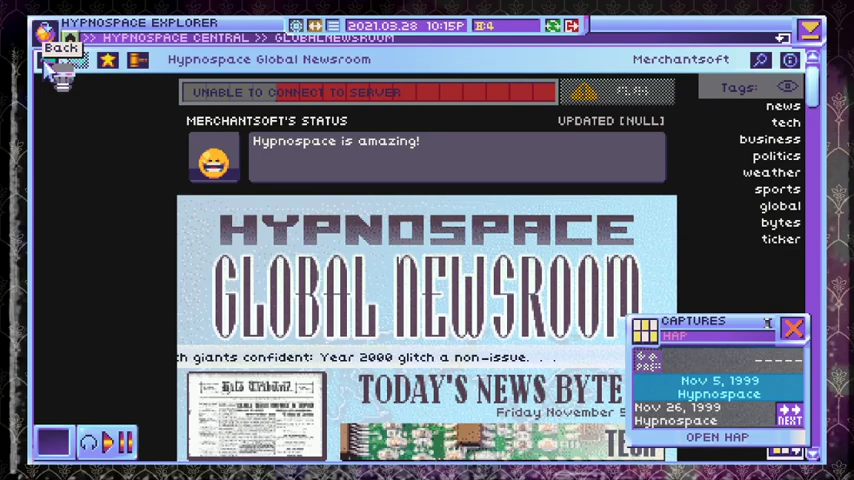 HYPNOSPACE EXPLORER
2021.03.28 10:15P
E:4
>> HYPNOSPACE CENTRAL >> GLOBALNEWSROOM
Back
Hypnospace Global Newsroom
Merchantsoft
UNABLE TO CONNECT TO SERVER
Tags:
news
tech
business
politics
weather
sports
global
bytes
ticker
MERCHANTSOFT'S STATUS
UPDATED [NULL]
Hypnospace is amazing!
HYPNOSPACE
GLOBAL NEWSROOM
ch giants confident: Year 2000 glitch a non-issue. . .
TODAY'S NEWS BYTE
Friday November 5
TECH
CAPTURES
HAP
Nov 5, 1999
Hypnospace
Nov 26, 1999
Hypnospace
NEXT
OPEN HAP